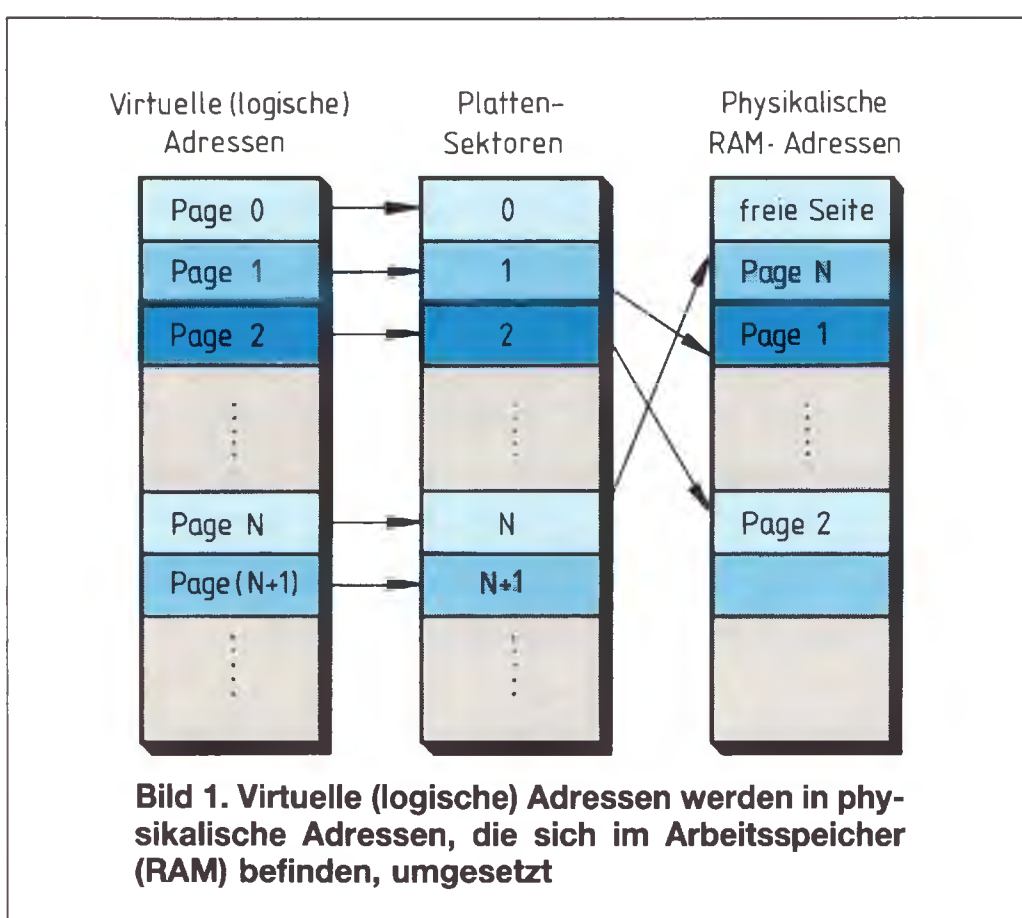 Virtuelle (logische) Adressen
Platten-Sektoren
Physikalische RAM-Adressen
Page 0
0
freie Seite
Page 1
1
Page N
Page 2
2
Page 1
Page N
N
Page 2
Page (N+1)
N+1
Bild 1. Virtuelle (logische) Adressen werden in phy-
sikalische Adressen, die sich im Arbeitsspeicher
(RAM) befinden, umgesetzt